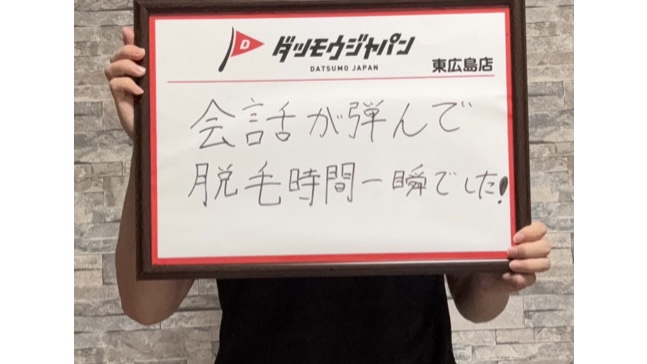 D
ダツモウジャパン
DATSUMO JAPAN
東広島店
会話が弾んで
脱毛時間一瞬でした!